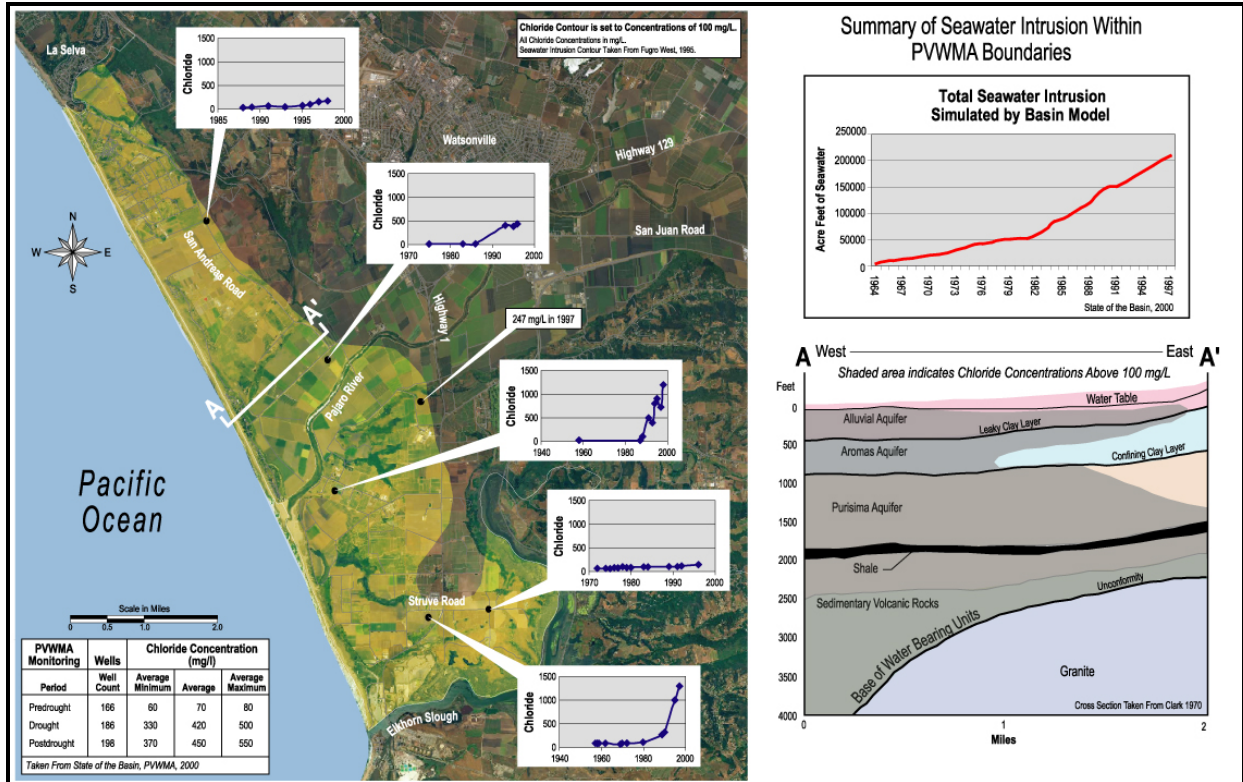 Chloride Contour is set to Concentrations of 100 mg/L.
All Chloride Concentrations in mg/L.
Seawater Intrusion Contour Taken From Fugro West, 1995.
La Selva
Chloride
1500
1000
500
0
1985 1990 1995 2000
Watsonville
Highway 129
Chloride
1500
1000
500
0
1970 1980 1990 2000
San Juan Road
N
W E
S
San Andreas Road
Highway 1
247 mg/L in 1997
A'
A
Pajaro River
Chloride
1500
1000
500
0
1940 1960 1980 2000
Pacific
Ocean
Chloride
1500
1000
500
0
1970 1980 1990 2000
Struve Road
Scale in Miles
0 0.5 1.0 2.0
Chloride
1500
1000
500
0
1950 1960 1970 1980 1990 2000
Elkhorn Slough
PVWMA Monitoring Wells Chloride Concentration (mg/l)
Period Well Count Average Minimum Average Average Maximum
Predrought 166 60 70 80
Drought 186 330 420 500
Postdrought 198 370 450 550
Taken From State of the Basin, PVWMA, 2000
Summary of Seawater Intrusion Within
PVWMA Boundaries
Total Seawater Intrusion
Simulated by Basin Model
Acre Feet of Seawater
250000
200000
150000
100000
50000
0
1964 1967 1970 1973 1976 1979 1982 1985 1988 1991 1994 1997
State of the Basin, 2000
A West East A'
Shaded area indicates Chloride Concentrations Above 100 mg/L
Feet
0
500
1000
1500
2000
2500
3000
3500
4000
Water Table
Alluvial Aquifer
Leaky Clay Layer
Aromas Aquifer
Confining Clay Layer
Purisima Aquifer
Shale
Unconformity
Sedimentary Volcanic Rocks
Base of Water Bearing Units
Granite
Cross Section Taken From Clark 1970
0 1 2
Miles